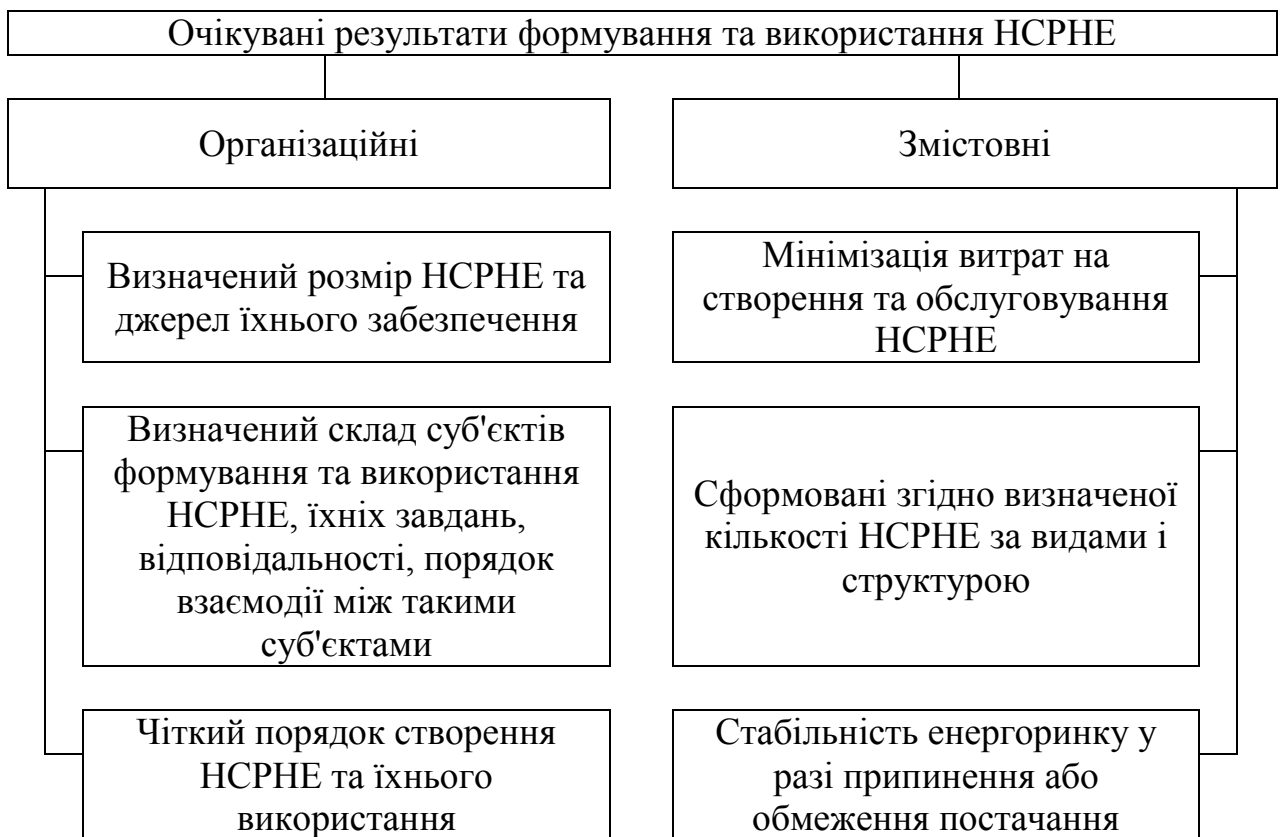 Очікувані результати формування та використання НСРНЕ
Організаційні
Визначений розмір НСРНЕ та
джерел їхнього забезпечення
Визначений склад суб'єктів
формування та використання
НСРНЕ, їхніх завдань,
відповідальності, порядок
взаємодії між такими
суб'єктами
Чіткий порядок створення
НСРНЕ та їхнього
використання
Змістовні
Мінімізація витрат на
створення та обслуговування
НСРНЕ
Сформовані згідно визначеної
кількості НСРНЕ за видами і
структурою
Стабільність енергоринку у
разі припинення або
обмеження постачання